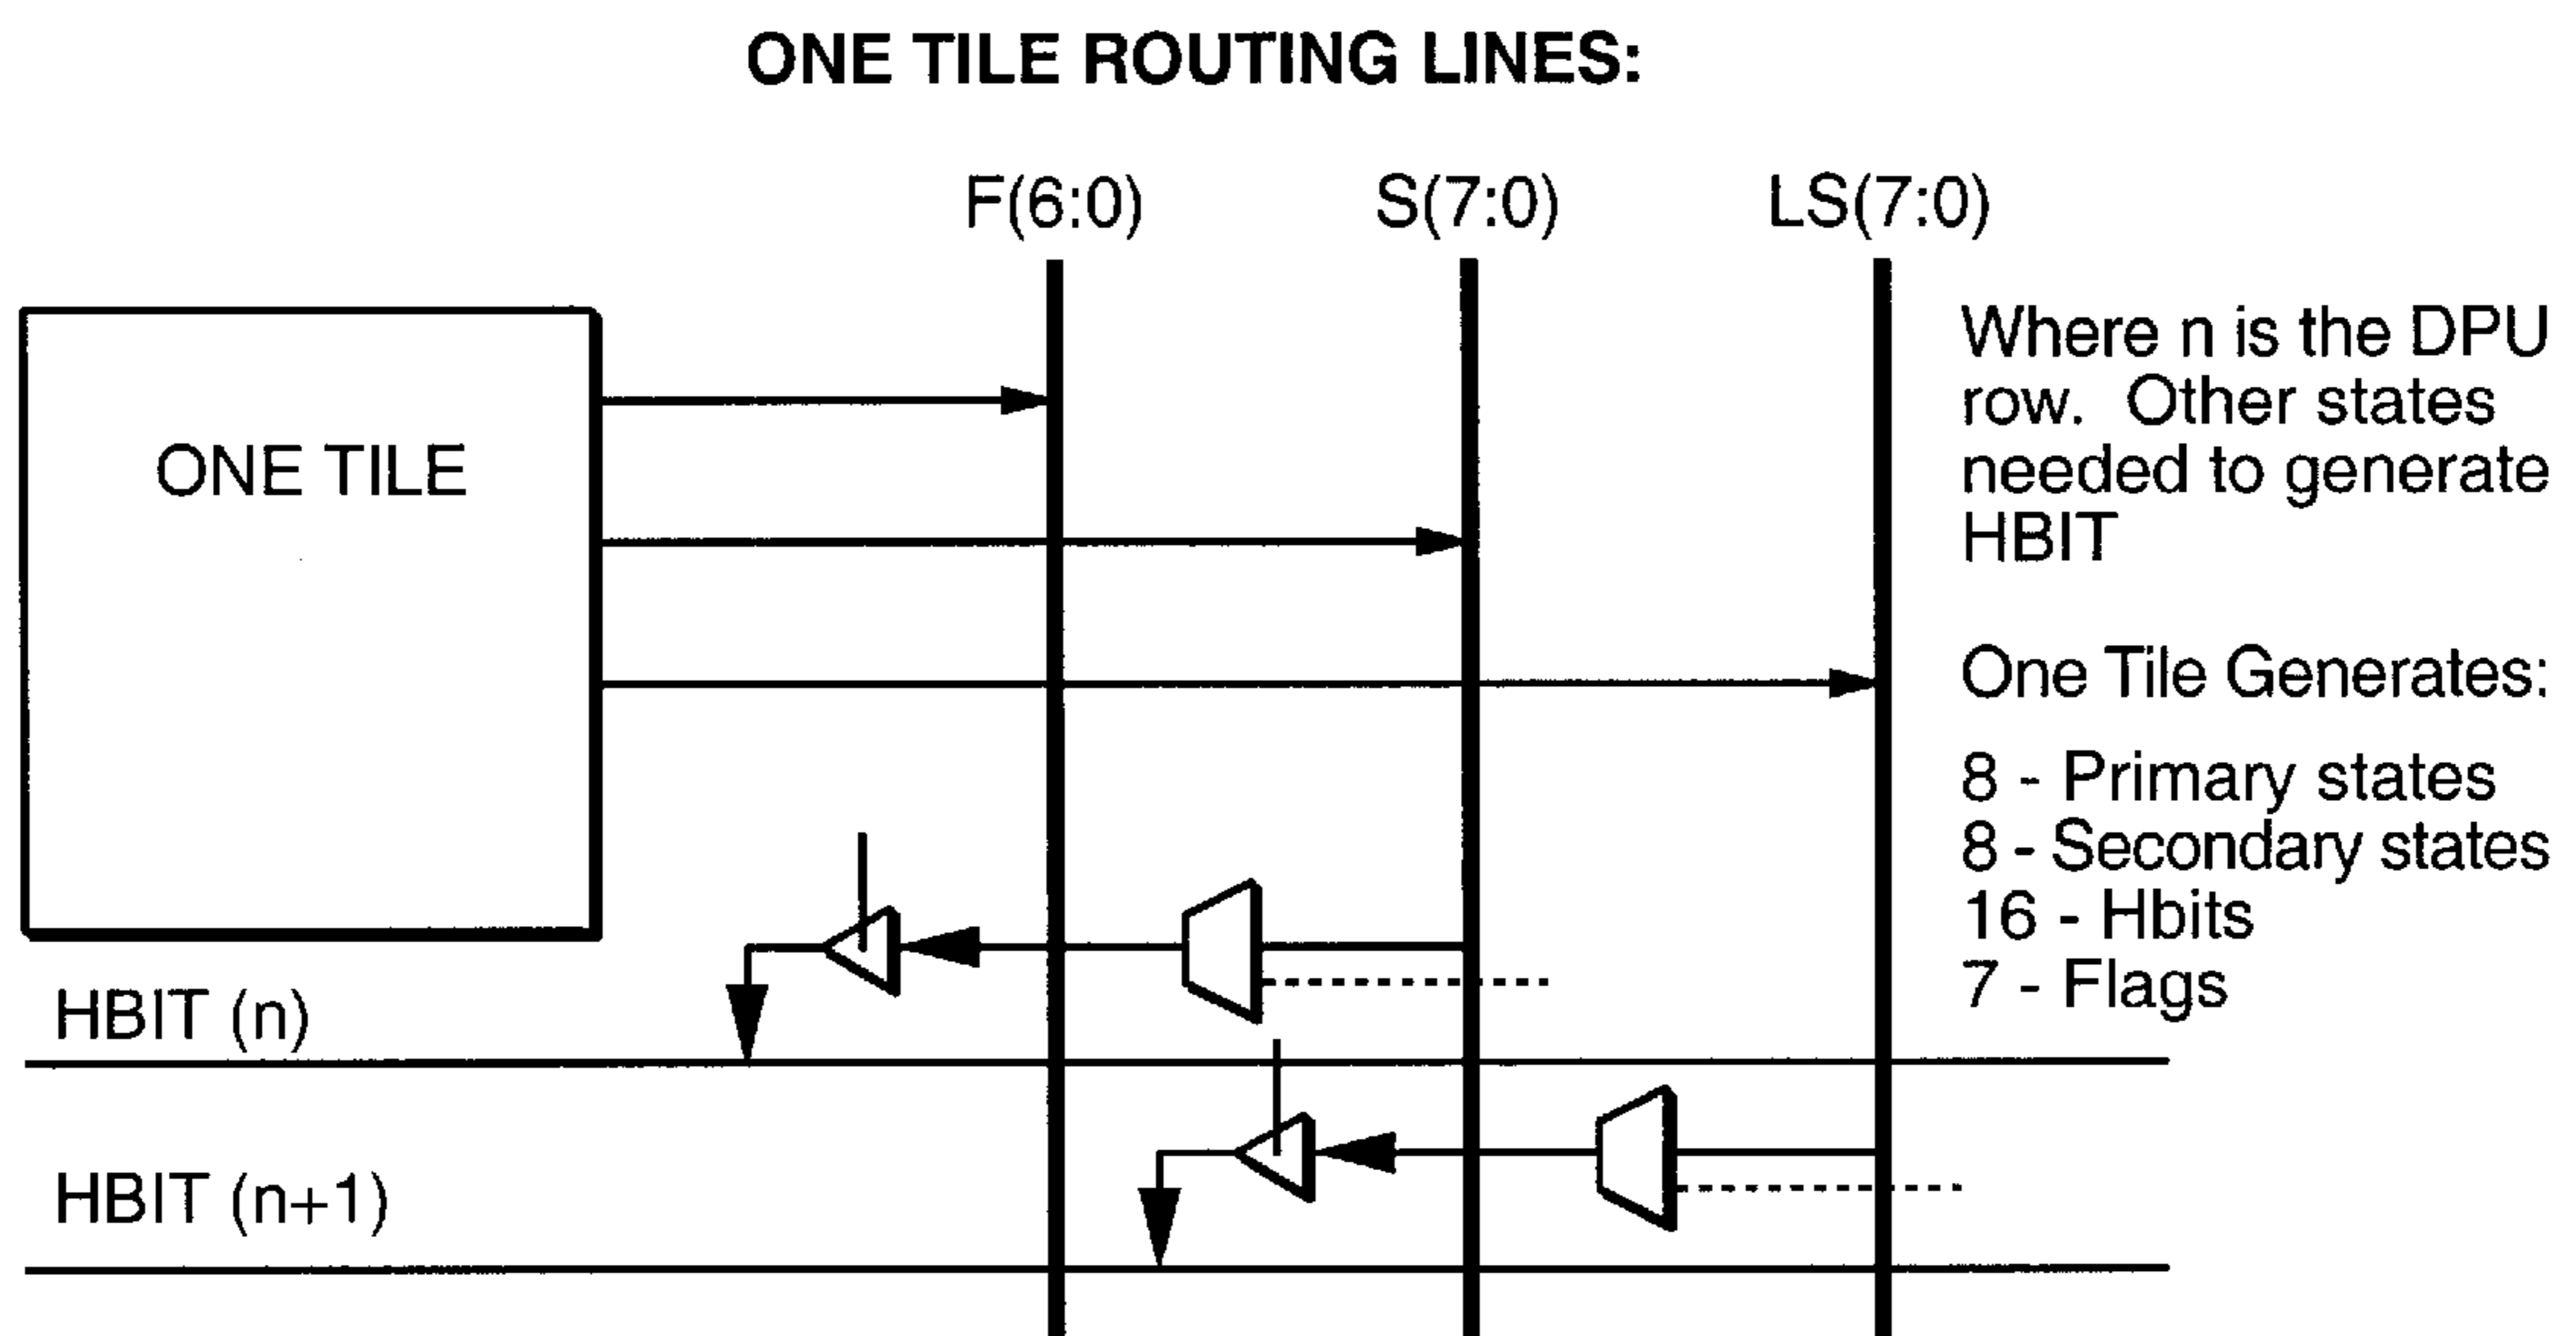 ONE TILE ROUTING LINES:
F(6:0) S(7:0) LS(7:0)
ONE TILE
Where n is the DPU
row. Other states
needed to generate
HBIT
One Tile Generates:
8 - Primary states
8 - Secondary states
16 - Hbits
7 - Flags
HBIT (n)
HBIT (n+1)